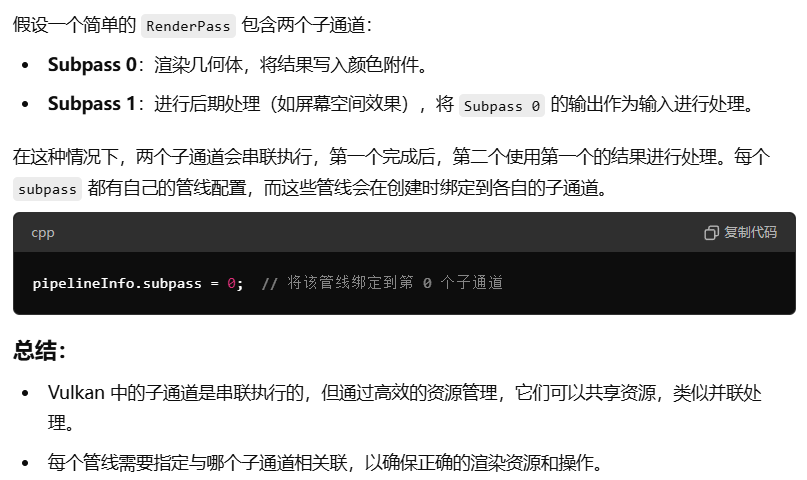 假设一个简单的 RenderPass 包含两个子通道：
• Subpass 0：渲染几何体，将结果写入颜色附件。
• Subpass 1：进行后期处理（如屏幕空间效果），将 Subpass 0 的输出作为输入进行处理。
在这种情况下，两个子通道会串联执行，第一个完成后，第二个使用第一个的结果进行处理。每个
subpass 都有自己的管线配置，而这些管线会在创建时绑定到各自的子通道。
cpp 复制代码
pipelineInfo.subpass = 0;  // 将该管线绑定到第 0 个子通道
总结：
• Vulkan 中的子通道是串联执行的，但通过高效的资源管理，它们可以共享资源，类似并联处
理。
• 每个管线需要指定与哪个子通道相关联，以确保正确的渲染资源和操作。